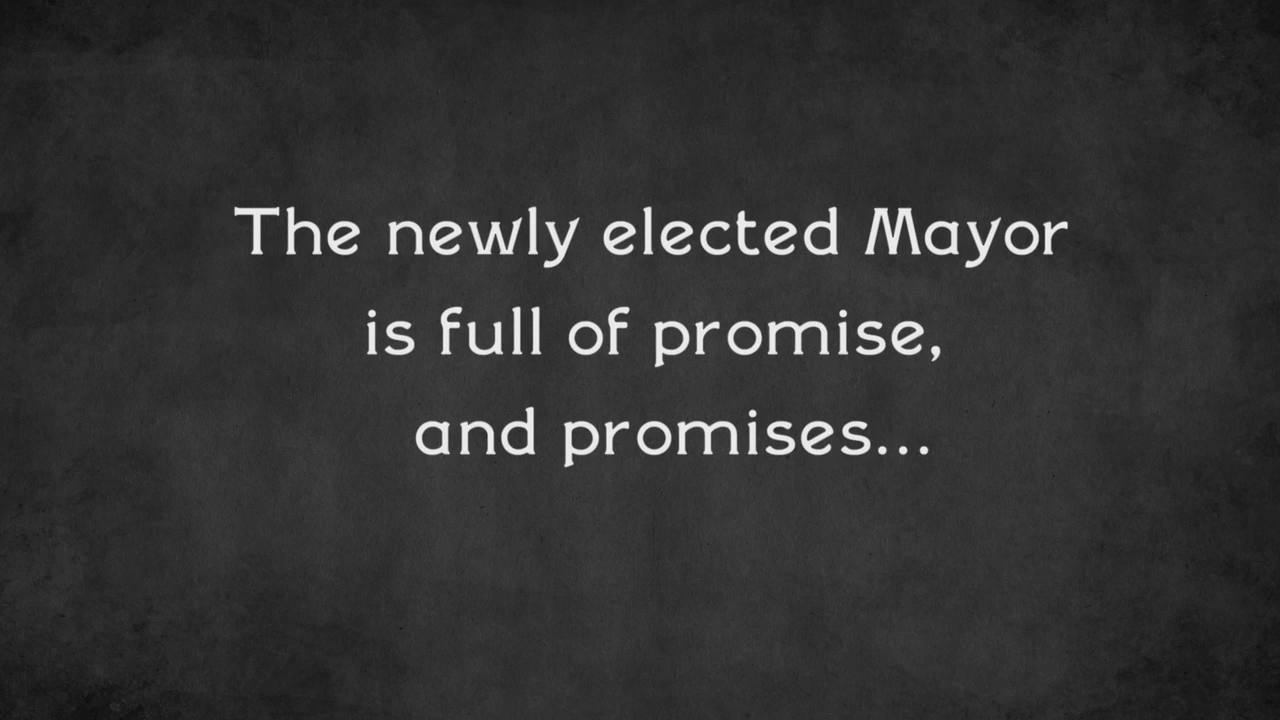 The newly elected Mayor
is full of promise,
and promises...